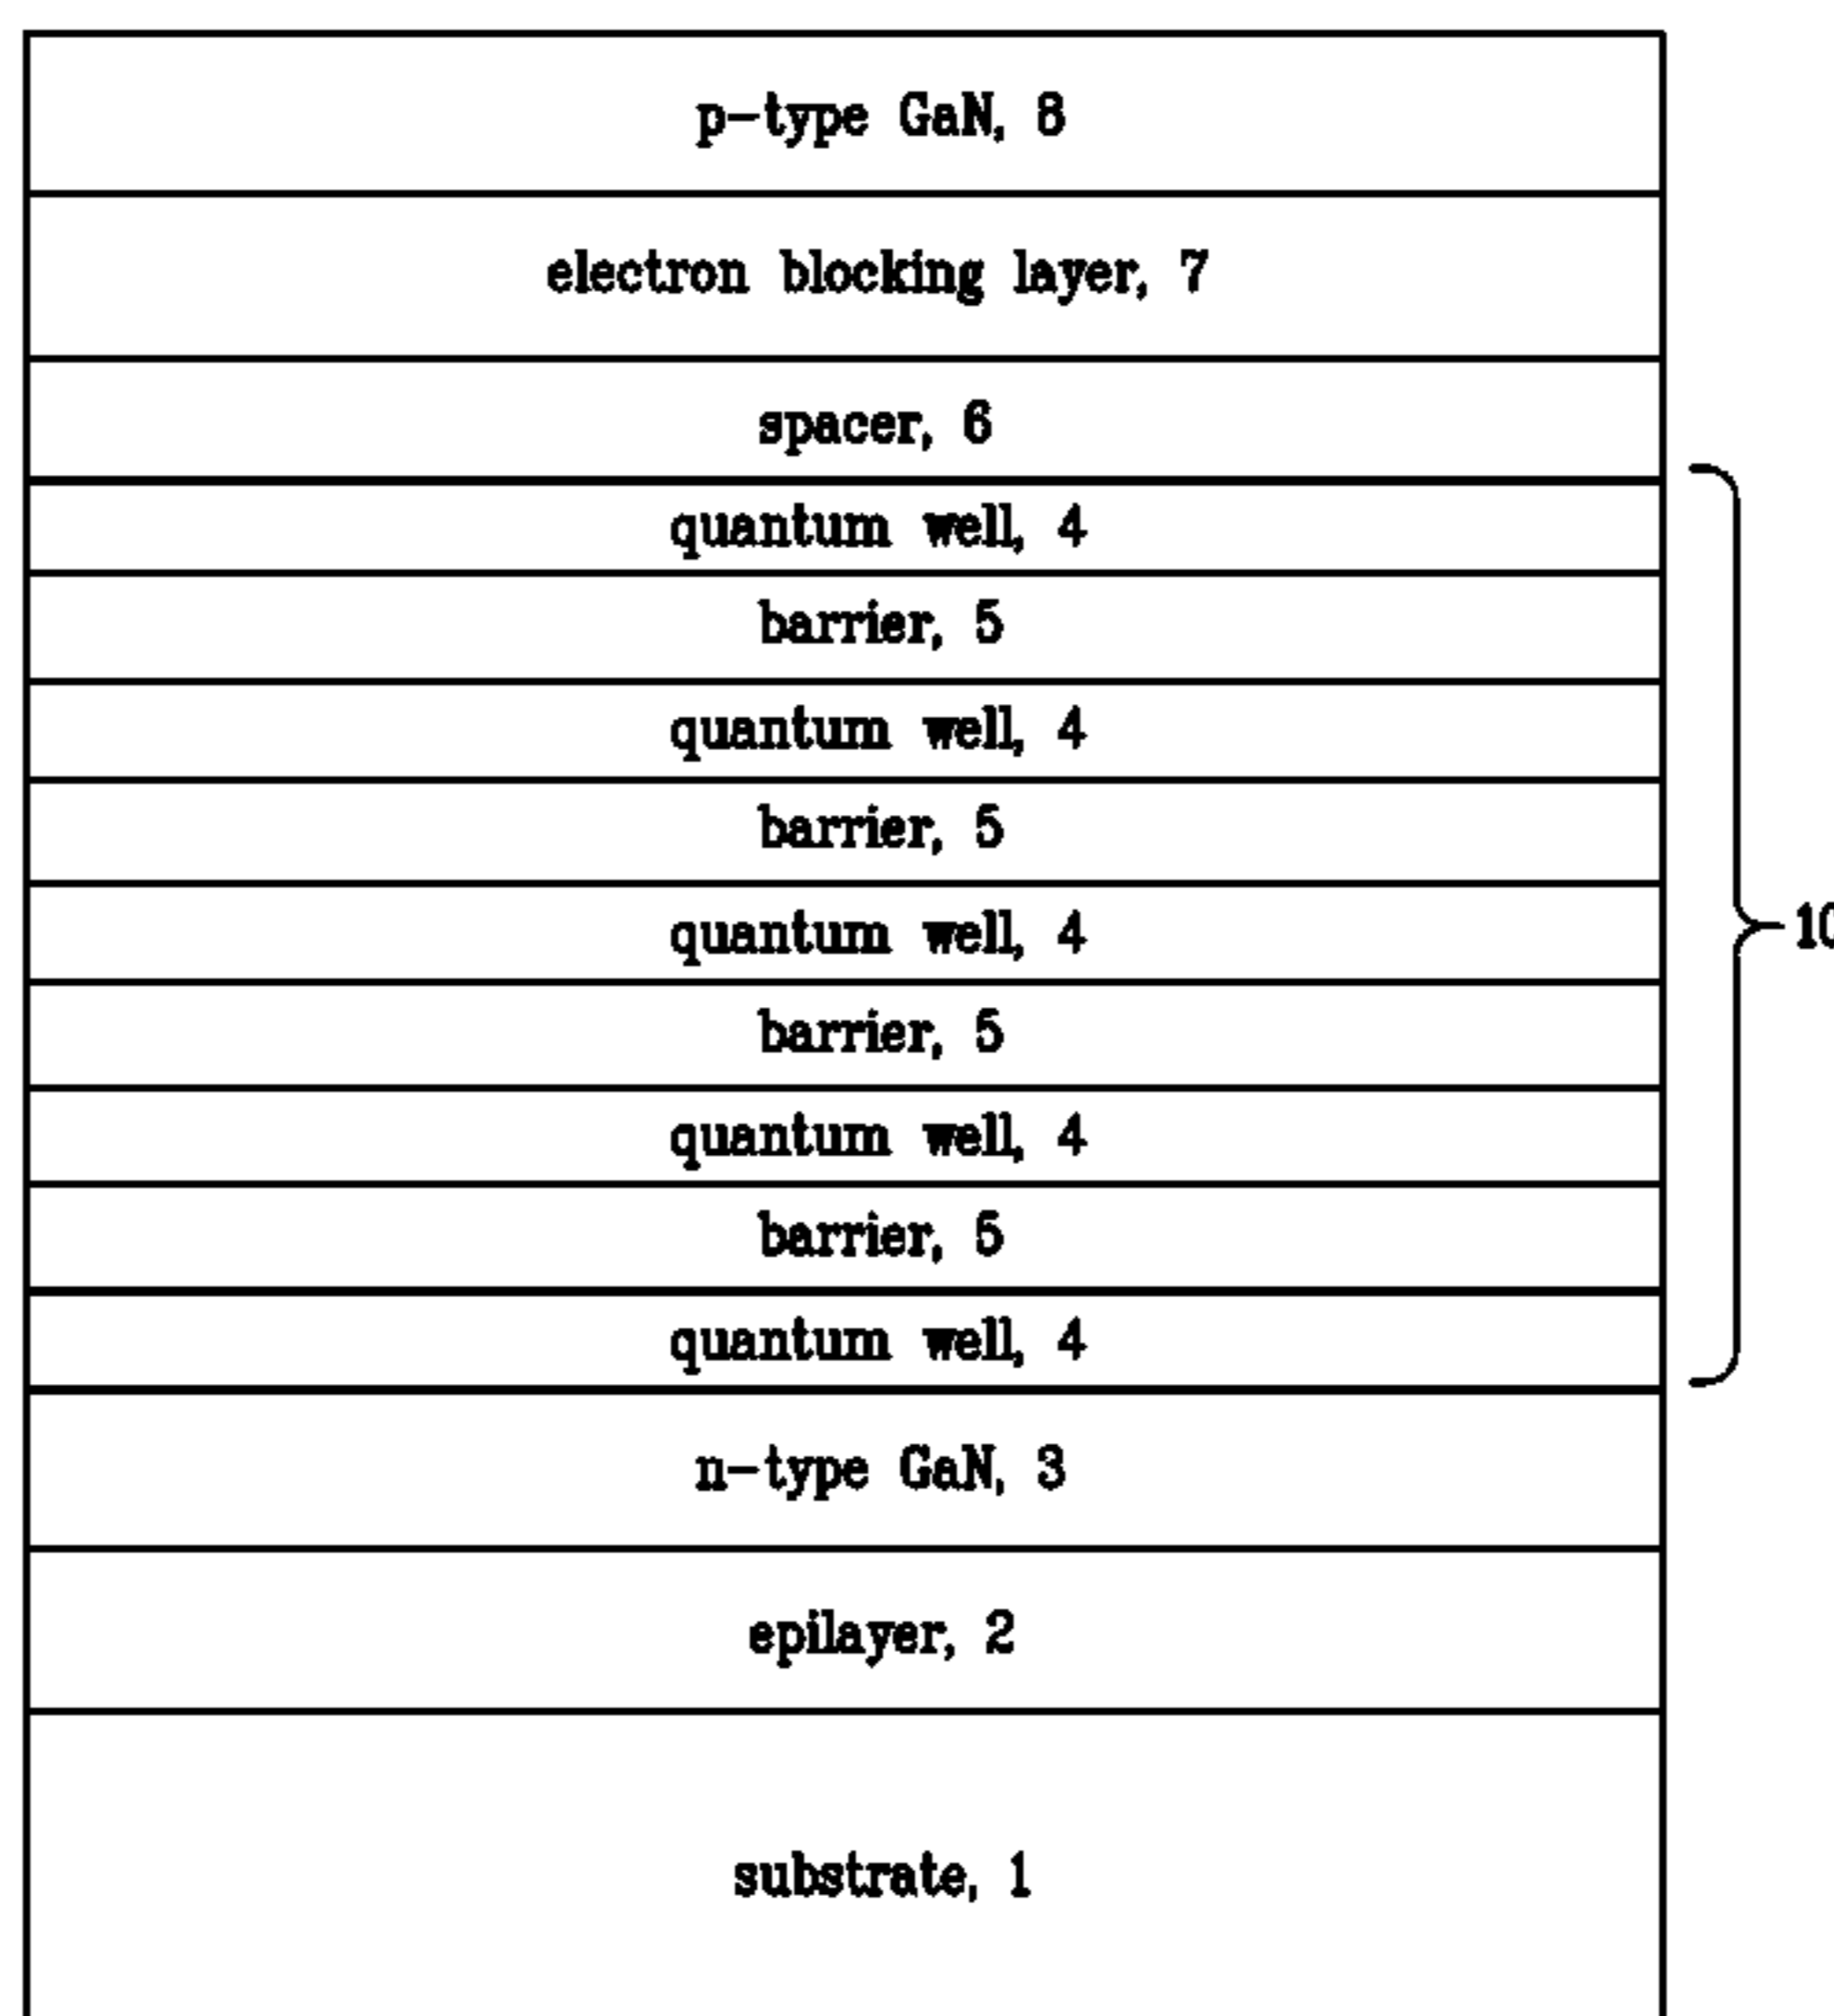 p-type GaN, 8
electron blocking layer, 7
spacer, 6
quantum well, 4
barrier, 5
quantum well, 4
barrier, 5
quantum well, 4
10
barrier, 5
quantum well, 4
barrier, 5
quantum well, 4
n-type GaN, 3
epilayer, 2
substrate, 1